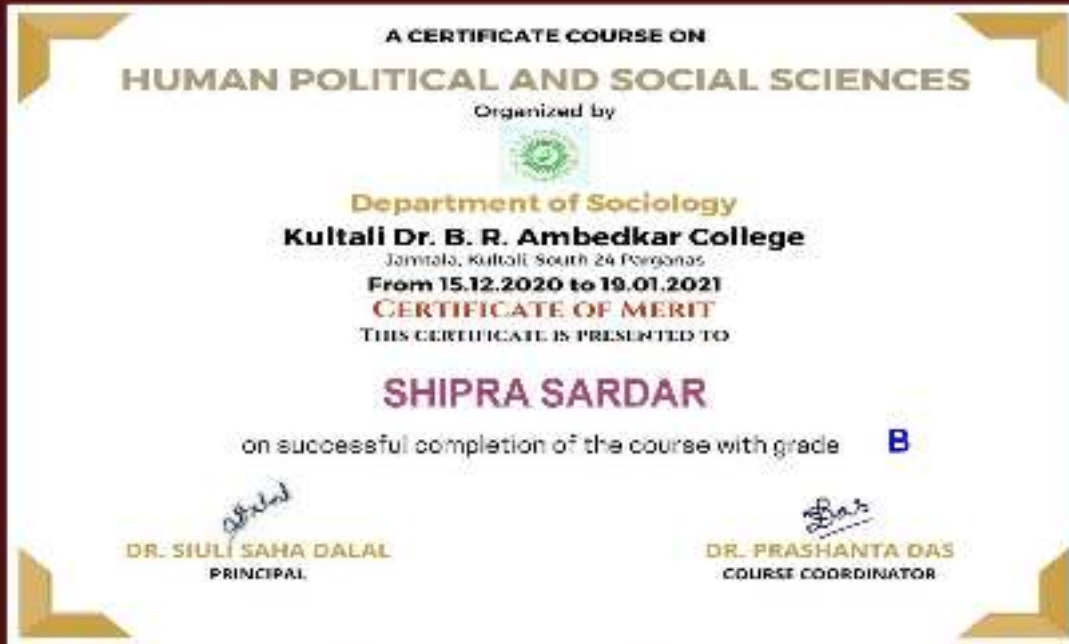 A CERTIFICATE COURSE ON
HUMAN POLITICAL AND SOCIAL SCIENCES
Organized by
Department of Sociology
Kultali Dr. B. R. Ambedkar College
Jamtala, Kultali, South 24 Parganas
From 15.12.2020 to 19.01.2021
CERTIFICATE OF MERIT
THIS CERTIFICATE IS PRESENTED TO
SHIPRA SARDAR
on successful completion of the course with grade B
Das
DR. SIULI SAHA DALAL DR. PRASHANTA DAS
PRINCIPAL COURSE COORDINATOR